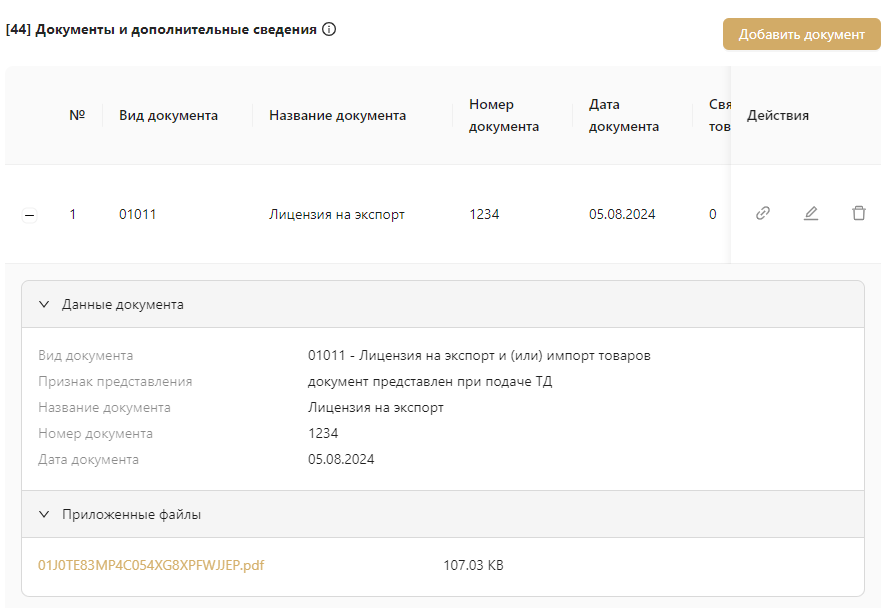 [44] Документы и дополнительные сведения
Добавить документ
№
Вид документа
Название документа
Номер
документа
Дата
документа
Свя
тов
Действия
1
01011
Лицензия на экспорт
1234
05.08.2024
0
Данные документа
Вид документа 01011 - Лицензия на экспорт и (или) импорт товаров
Признак представления документ представлен при подаче ТД
Название документа Лицензия на экспорт
Номер документа 1234
Дата документа 05.08.2024
Приложенные файлы
01J0TE83MP4C054XG8XPFWJJEP.pdf 107.03 KB